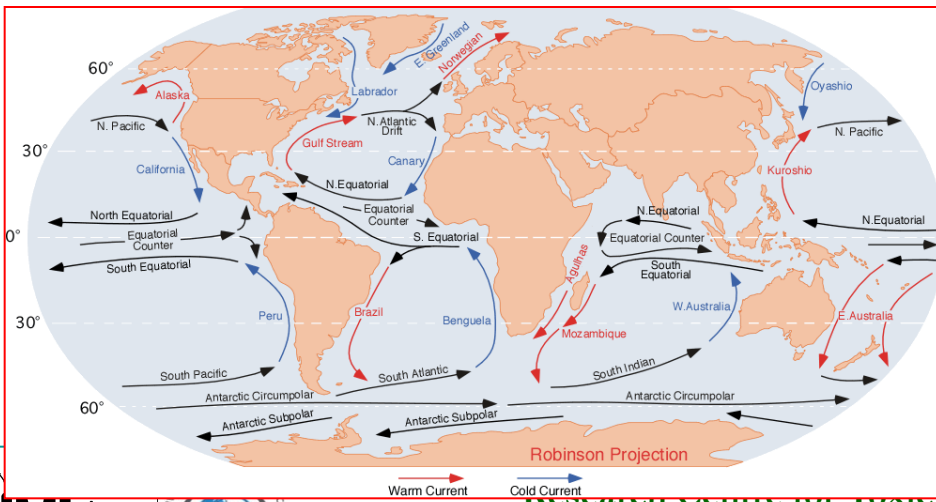 E. Greenland
Norwegian
60°
Alaska
Labrador
Oyashio
N. Pacific
N. Atlantic
Drift
N. Pacific
Gulf Stream
30°
California
Canary
Kuroshio
N.Equatorial
North Equatorial
Equatorial
Counter
N.Equatorial
N.Equatorial
0°
Equatorial
Counter
S. Equatorial
Equatorial Counter
South Equatorial
South
Equatorial
Agulhas
Peru
Brazil
Benguela
W.Australia
E.Australia
30°
Mozambique
South Pacific
South Atlantic
South Indian
Antarctic Circumpolar
Antarctic Circumpolar
60°
Antarctic Subpolar
Antarctic Subpolar
Robinson Projection
Warm Current
Cold Current